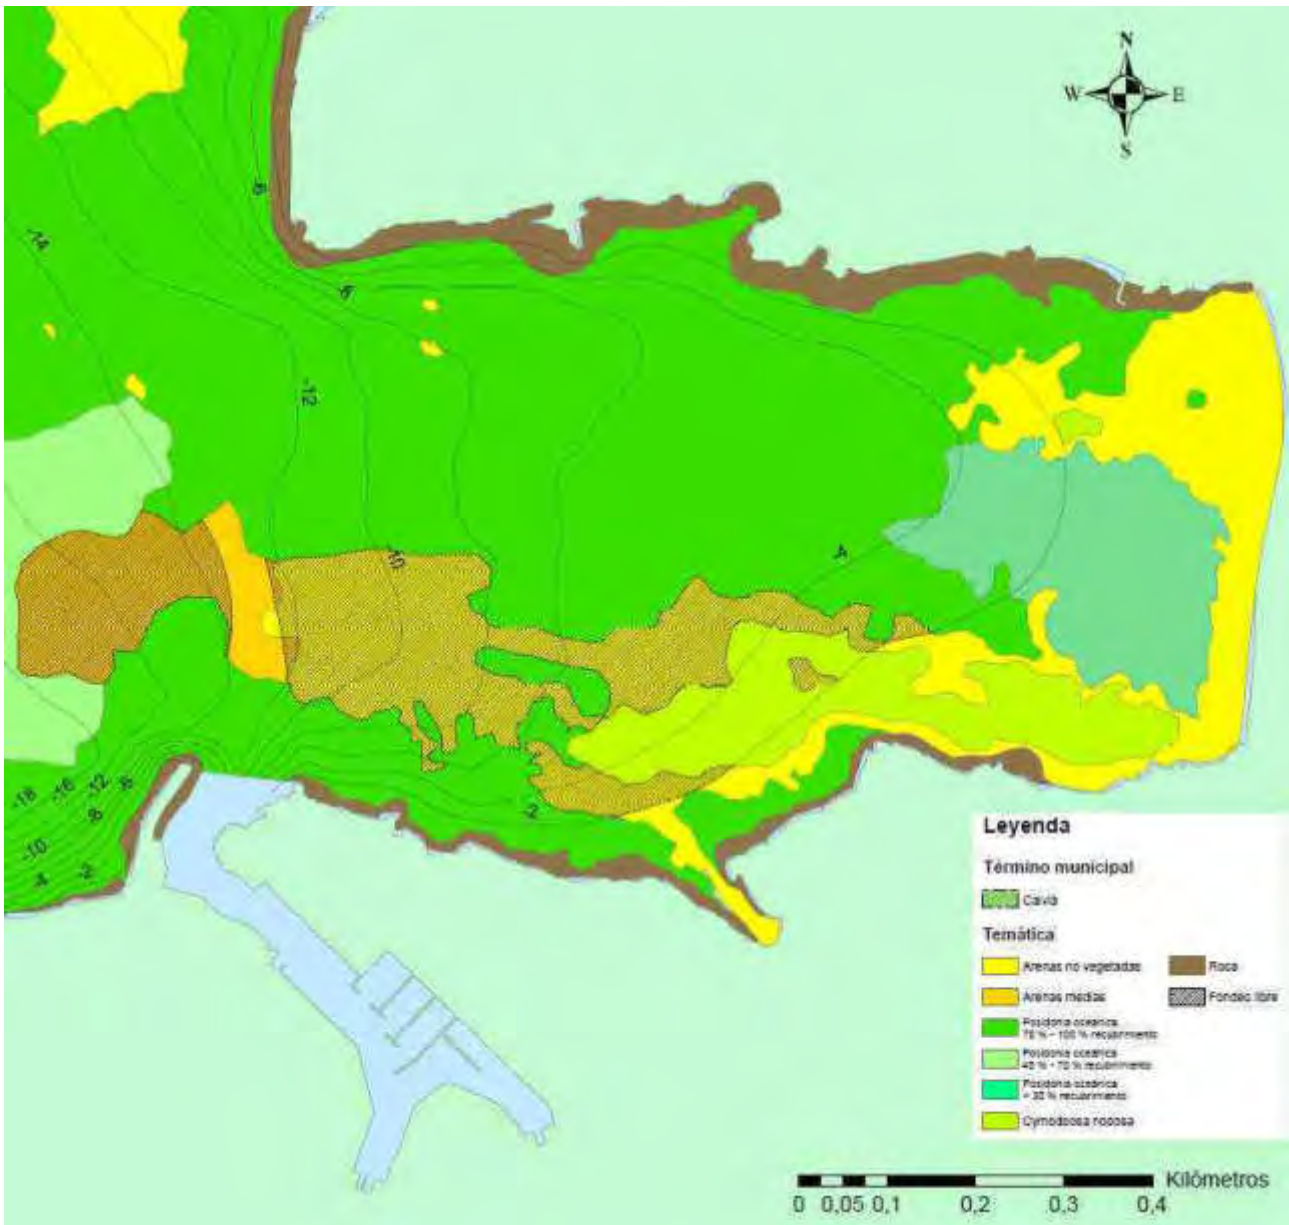 N
W E
S
-6
-14
-8
-12
-10
-4
-2
-18
-16
-12
-6
-8
-10
-4
-2
Leyenda
Término municipal
Calvià
Temática
Arenas no vegetadas
Roca
Arenas medias
Fondeo libre
Posidonia oceánica
Posidonia oceánica
Posidonia oceánica
Cymodocea nodosa
Kilômetros
0 0,05 0,1 0,2 0,3 0,4